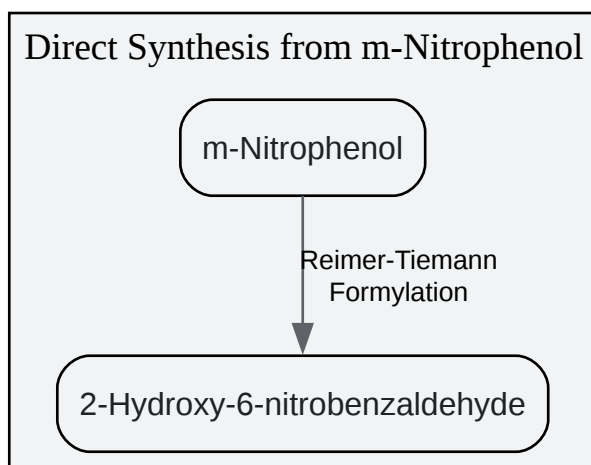 Direct Synthesis from m-Nitrophenol
m-Nitrophenol
Reimer-Tiemann
Formylation
2-Hydroxy-6-nitrobenzaldehyde